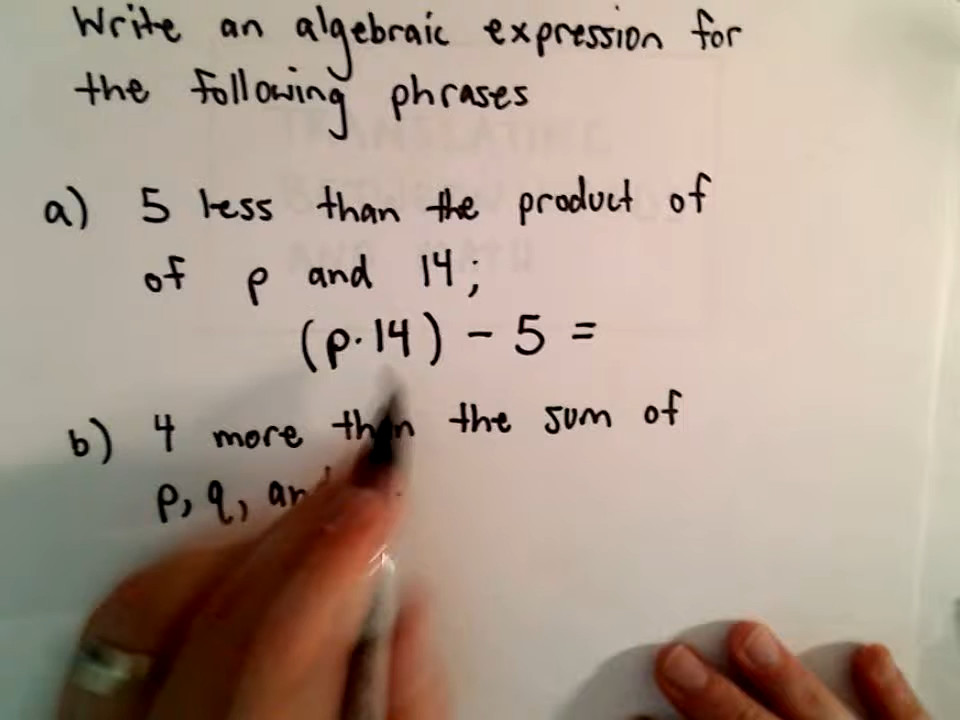 Write an algebraic expression for
the following phrases
a) 5 less than the product of
of p and 14;
(p·14) - 5 =
b) 4 more than the sum of
p, q,